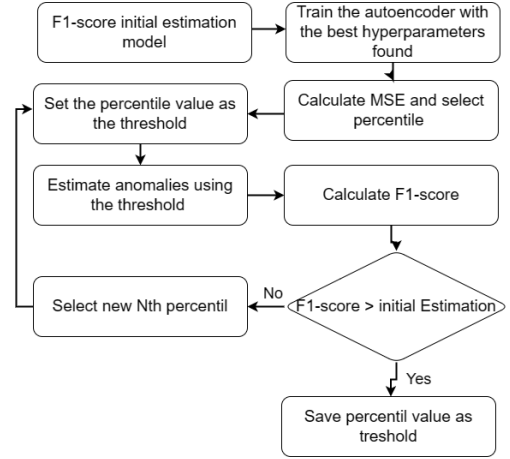 F1-score initial estimation
model
Train the autoencoder with
the best hyperparameters
found
Calculate MSE and select
percentile
Set the percentile value as
the threshold
Estimate anomalies using
the threshold
Calculate F1-score
F1-score > initial Estimation
No
Select new Nth percentil
Yes
Save percentil value as
treshold